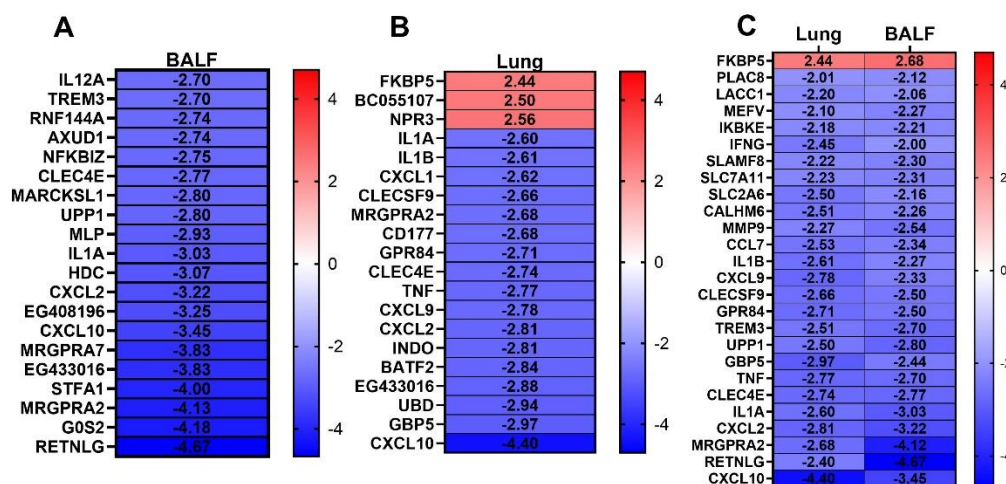 A
BALF
IL12A -2.70
TREM3 -2.70
RNF144A -2.74
AXUD1 -2.74
NFKBIZ -2.75
CLEC4E -2.77
MARCKSL1 -2.80
UPP1 -2.80
MLP -2.93
IL1A -3.03
HDC -3.07
CXCL2 -3.22
EG408196 -3.25
CXCL10 -3.45
MRGPRA7 -3.83
EG433016 -3.83
STFA1 -4.00
MRGPRA2 -4.13
G0S2 -4.18
RETNLG -4.67
4
2
0
-2
-4
B
Lung
FKBP5 2.44
BC055107 2.50
NPR3 2.56
IL1A -2.60
IL1B -2.61
CXCL1 -2.62
CLECSF9 -2.66
MRGPRA2 -2.68
CD177 -2.68
GPR84 -2.71
CLEC4E -2.74
TNF -2.77
CXCL9 -2.78
CXCL2 -2.81
INDO -2.81
BATF2 -2.84
EG433016 -2.88
UBD -2.94
GBP5 -2.97
CXCL10 -4.40
4
2
0
-2
-4
C
Lung BALF
FKBP5 2.44 2.68
PLAC8 -2.01 -2.12
LACC1 -2.20 -2.06
MEFV -2.10 -2.27
IKBKE -2.18 -2.21
IFNG -2.45 -2.00
SLAMF8 -2.22 -2.30
SLC7A11 -2.23 -2.31
SLC2A6 -2.50 -2.16
CALHM6 -2.51 -2.26
MMP9 -2.27 -2.54
CCL7 -2.53 -2.34
IL1B -2.61 -2.27
CXCL9 -2.78 -2.33
CLECSF9 -2.66 -2.50
GPR84 -2.71 -2.50
TREM3 -2.51 -2.70
UPP1 -2.50 -2.80
GBP5 -2.97 -2.44
TNF -2.77 -2.70
CLEC4E -2.74 -2.77
IL1A -2.60 -3.03
CXCL2 -2.81 -3.22
MRGPRA2 -2.68 -4.12
RETNLG -2.40 -4.67
CXCL10 -4.40 -3.45
4
2
0
-2
-4